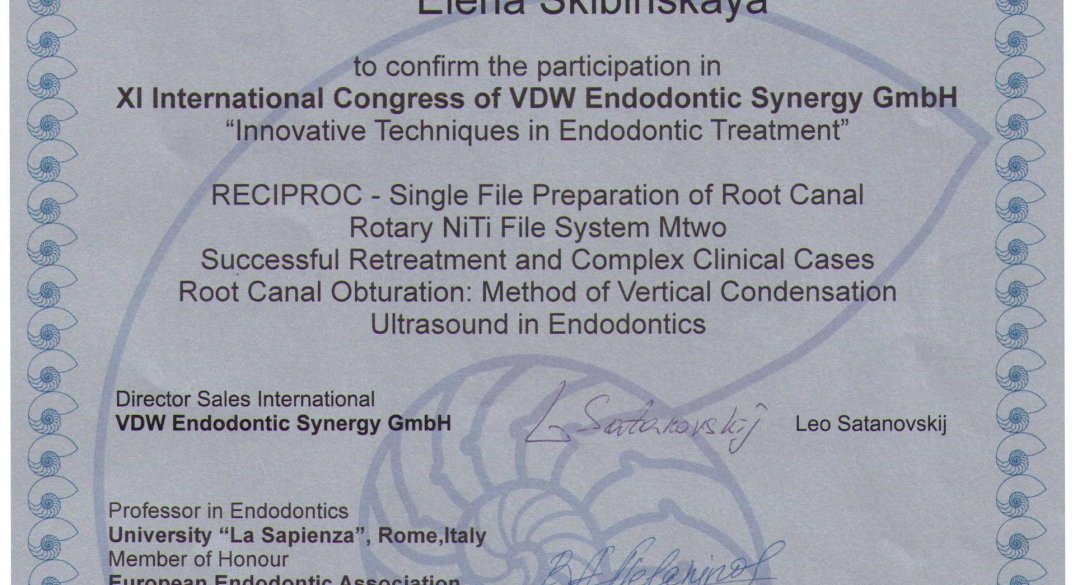 Elena Skibinskaya
to confirm the participation in
XI International Congress of VDW Endodontic Synergy GmbH
“Innovative Techniques in Endodontic Treatment”
RECIPROC - Single File Preparation of Root Canal
Rotary NiTi File System Mtwo
Successful Retreatment and Complex Clinical Cases
Root Canal Obturation: Method of Vertical Condensation
Ultrasound in Endodontics
Director Sales International
VDW Endodontic Synergy GmbH
L Satanovskij
Leo Satanovskij
Professor in Endodontics
University “La Sapienza”, Rome,Italy
Member of Honour
European Endodontic Association